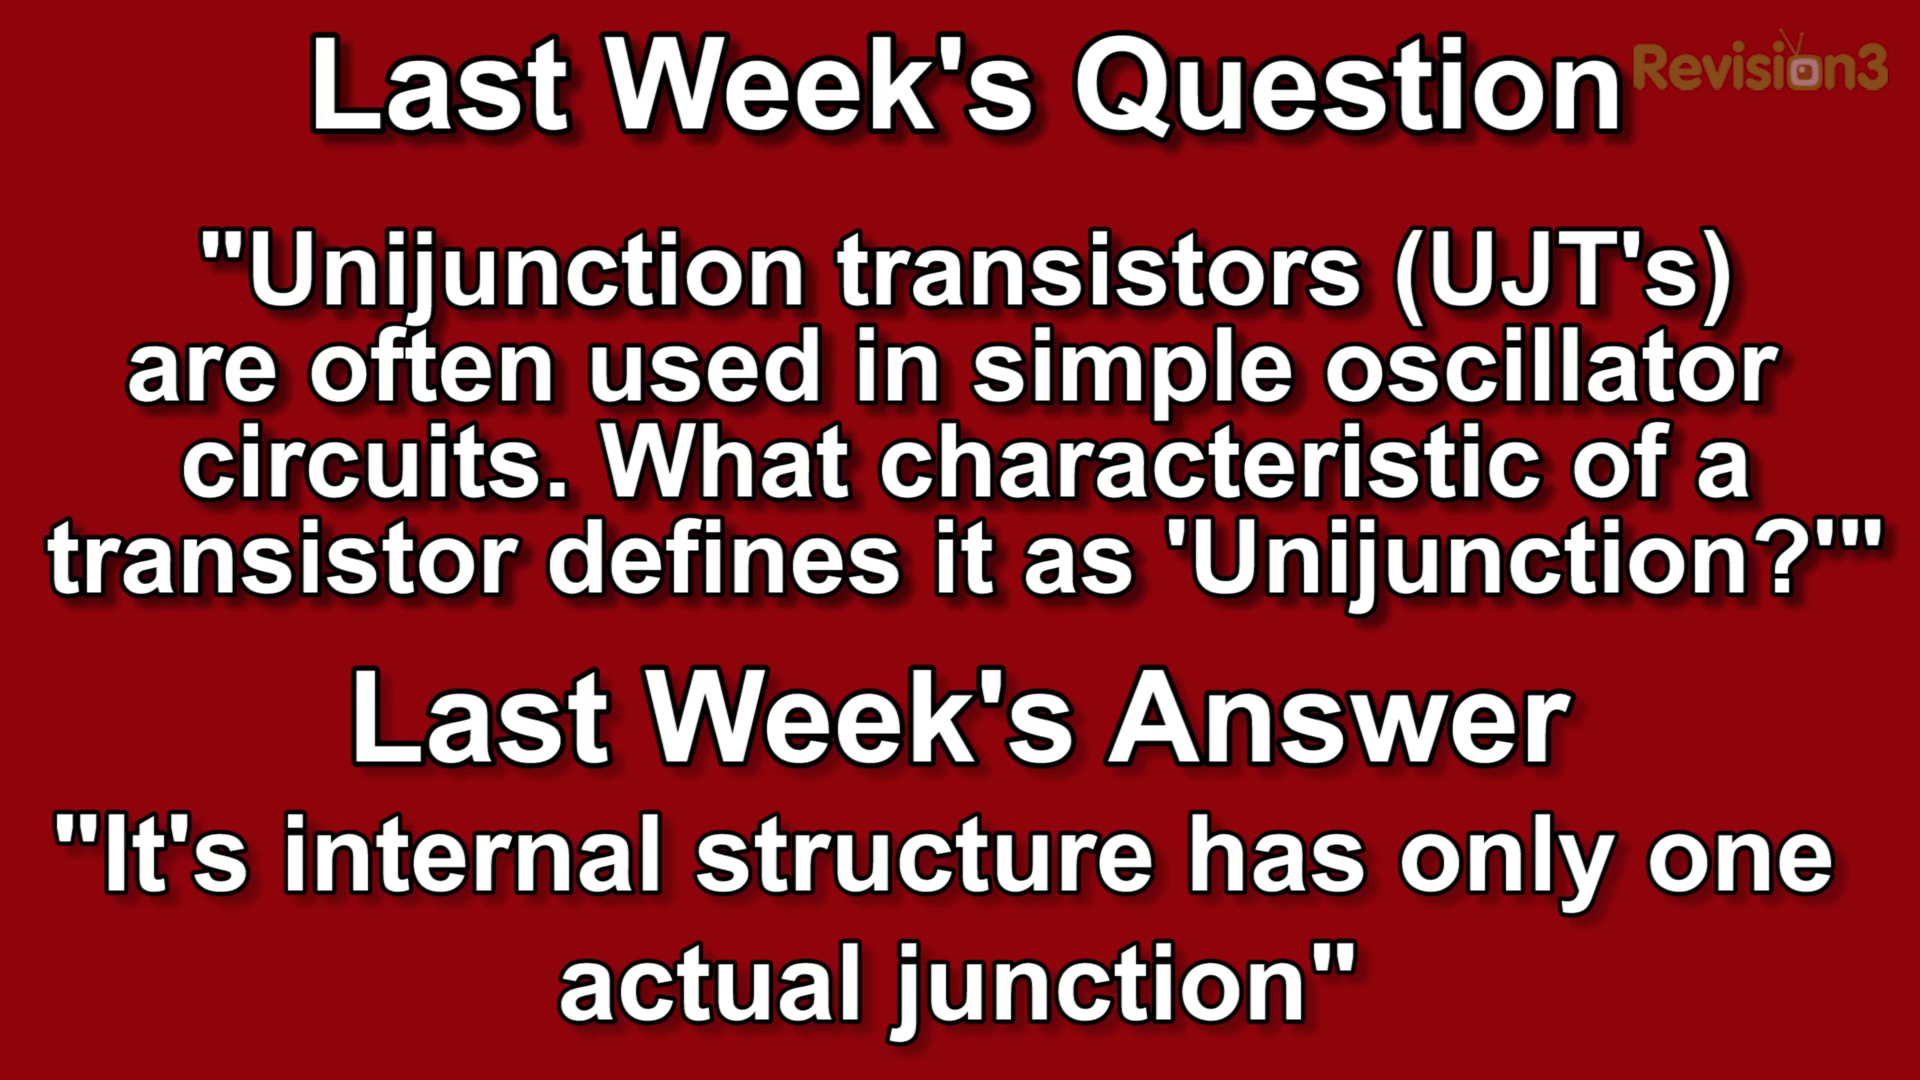 Last Week's Question
Revision3
"Unijunction transistors (UJT's)
are often used in simple oscillator
circuits. What characteristic of a
transistor defines it as 'Unijunction?'"
Last Week's Answer
"It's internal structure has only one
actual junction"